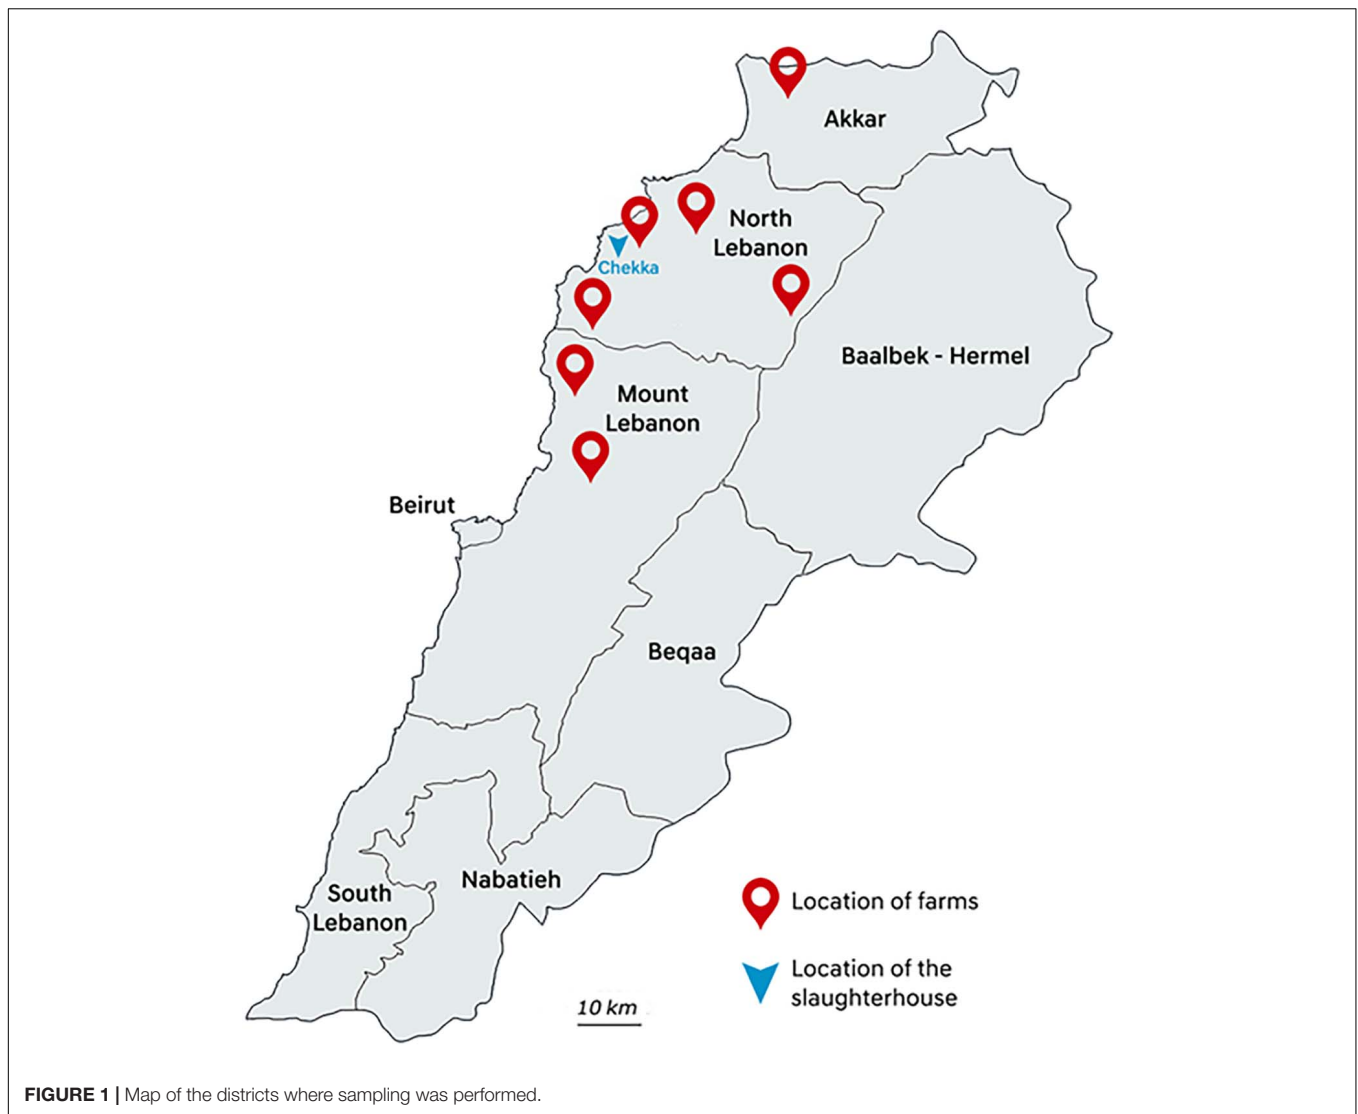 Akkar
North
Lebanon
Chekka
Baalbek - Hermel
Mount
Lebanon
Beirut
Beqaa
South
Lebanon
Nabatieh
Location of farms
Location of the
slaughterhouse
10 km
FIGURE 1 | Map of the districts where sampling was performed.